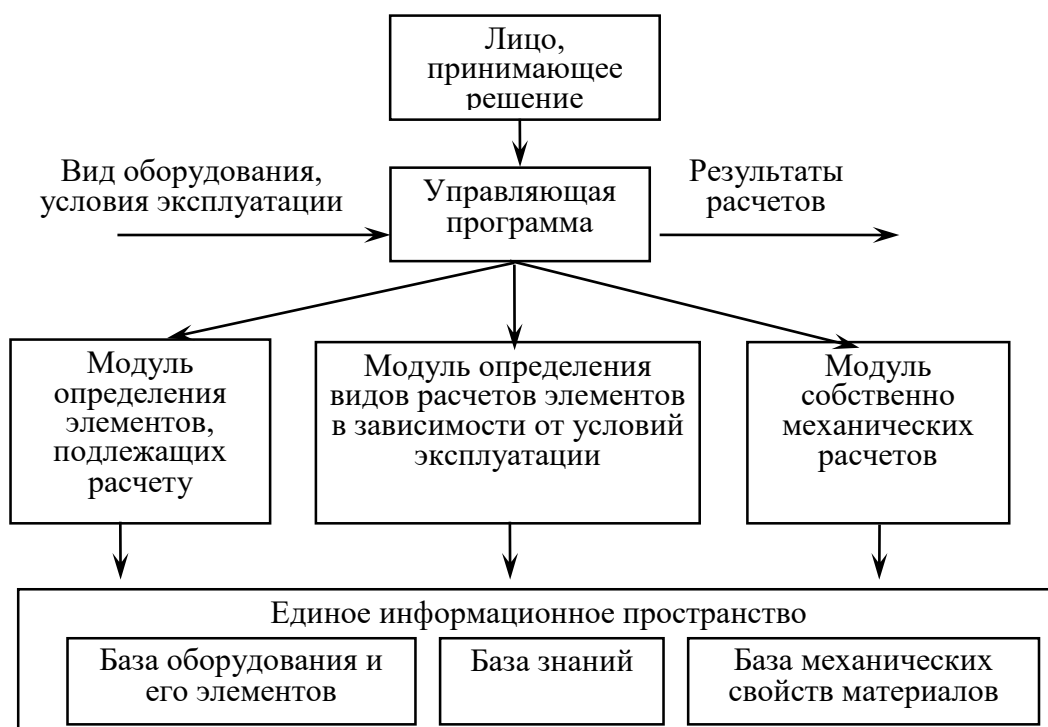 Лицо,
принимающее
решение
Вид оборудования,
условия эксплуатации
Управляющая
программа
Результаты
расчетов
Модуль
определения
элементов,
подлежащих
расчету
Модуль определения
видов расчетов элементов
в зависимости от условий
эксплуатации
Модуль
собственно
механических
расчетов
Единое информационное пространство
База оборудования и
его элементов
База знаний
База механических
свойств материалов